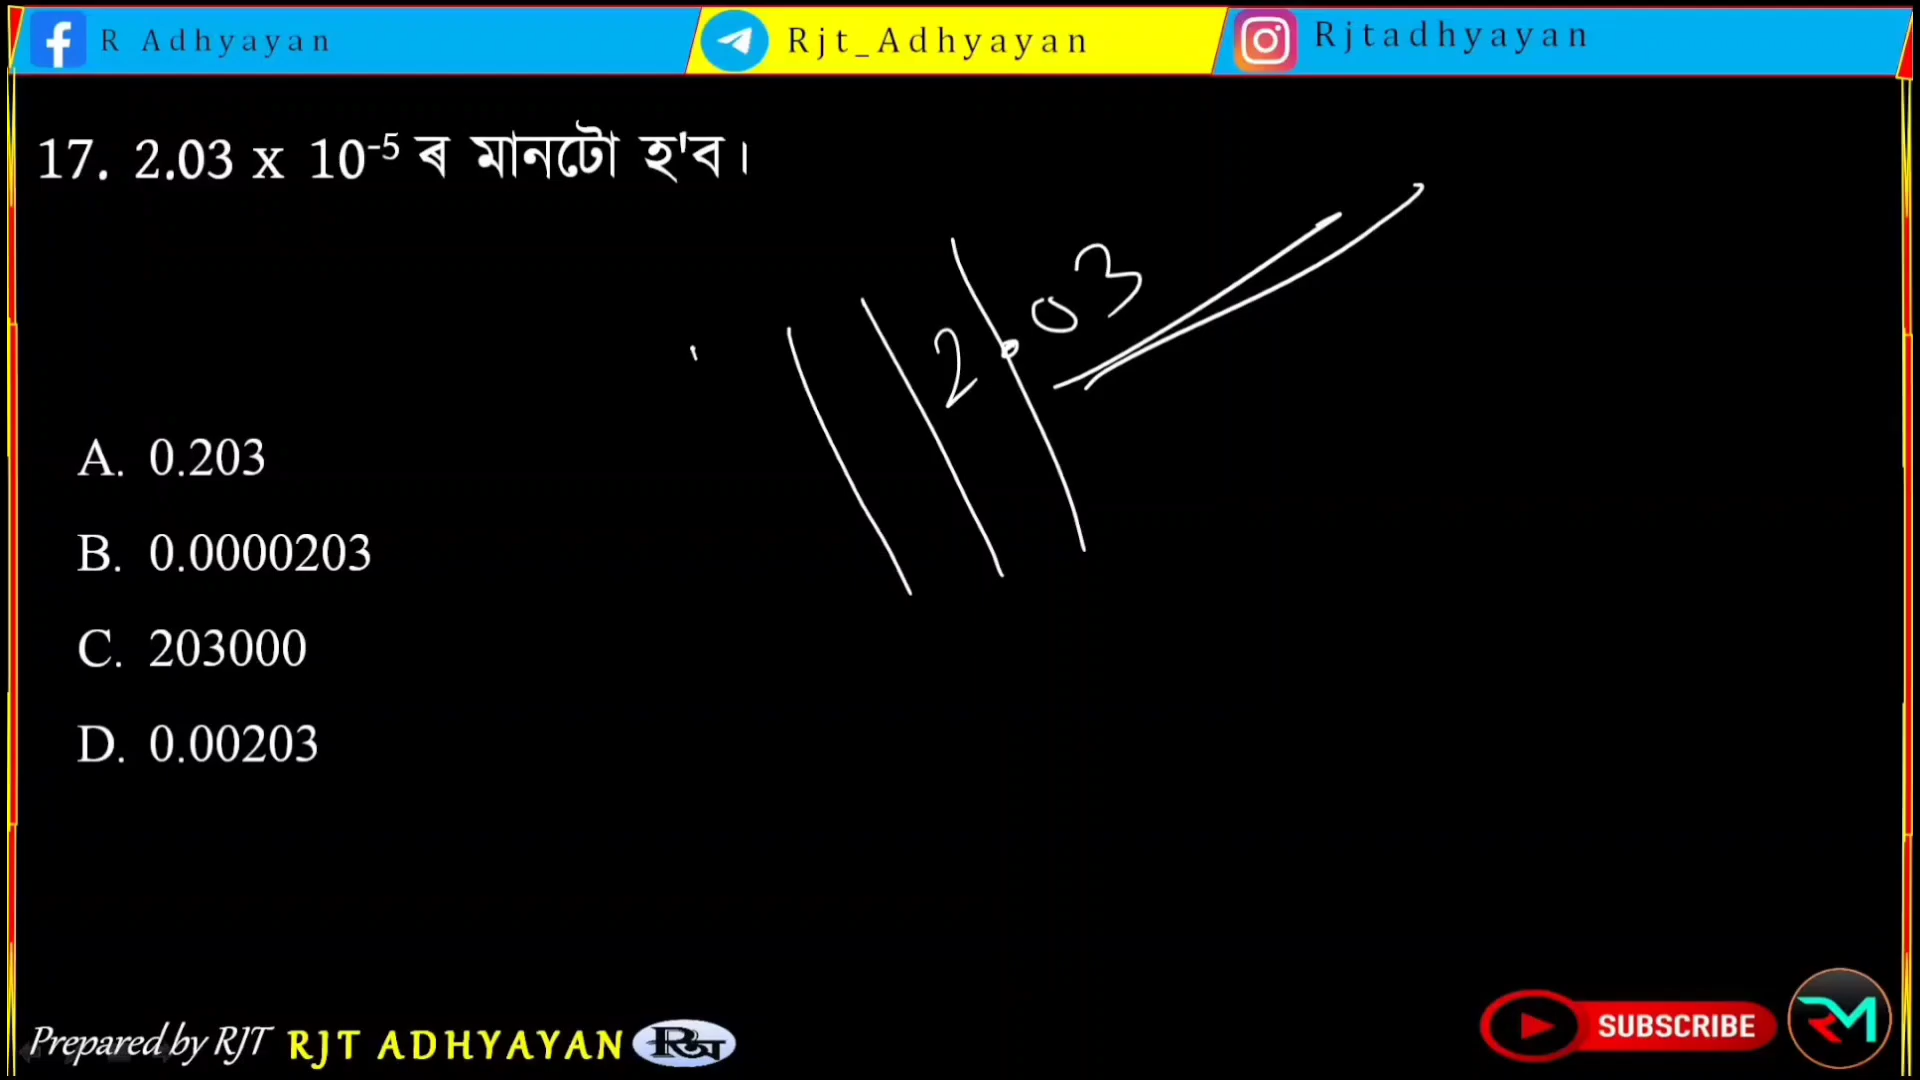 R Adhyayan
Rjt_Adhyayan
Rjtadhyayan
17. 2.03 x 10⁻⁵ ৰ মানটো হ'ব।
2.03
A. 0.203
B. 0.0000203
C. 203000
D. 0.00203
Prepared by RJT RJT ADHYAYAN
SUBSCRIBE
RM